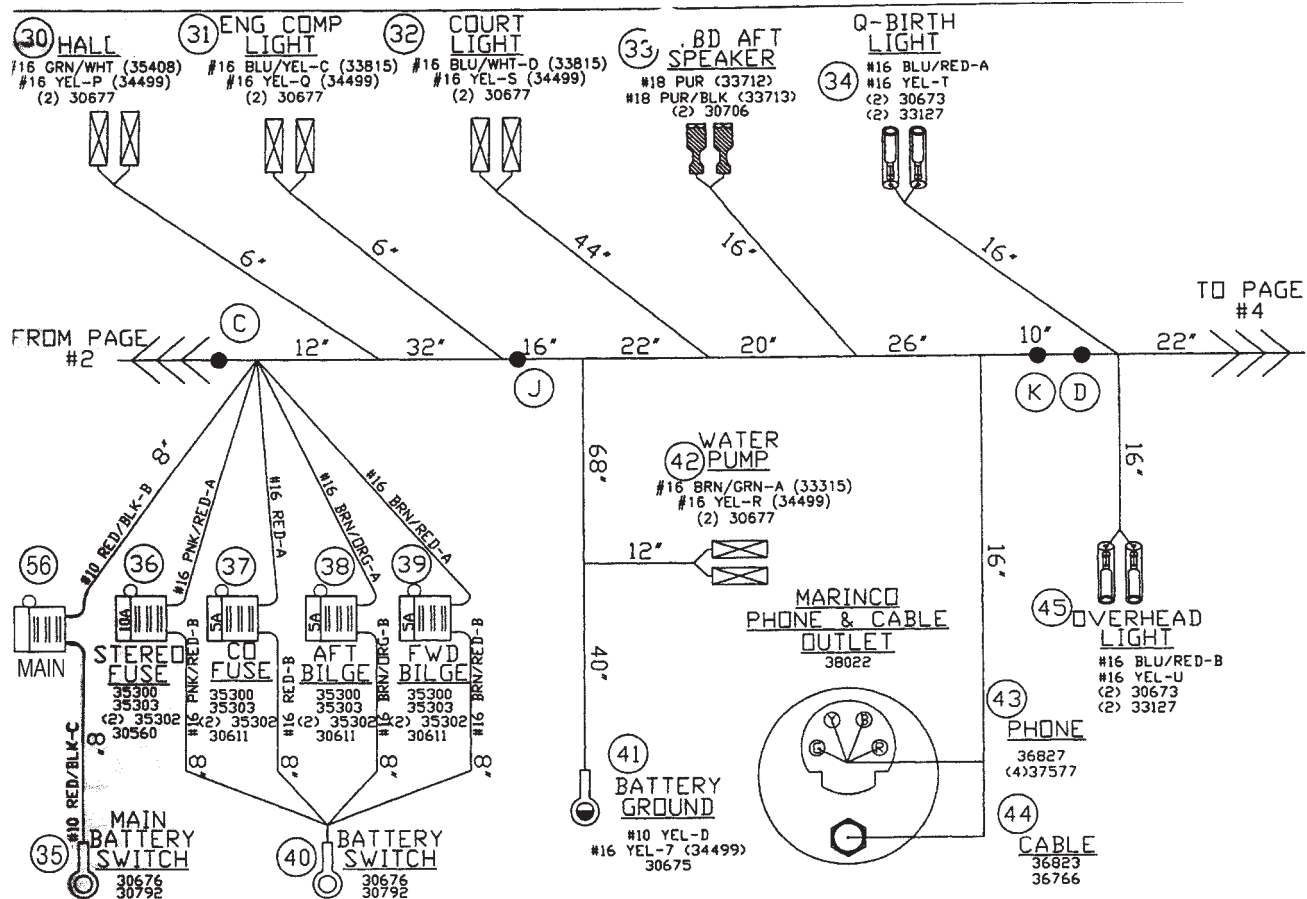 30 HALL
#16 GRN/WHT (35408)
#16 YEL-P (34499)
(2) 30677
31 ENG COMP
LIGHT
#16 BLU/YEL-C (33815)
#16 YEL-Q (34499)
(2) 30677
32 COURT
LIGHT
#16 BLU/WHT-D (33815)
#16 YEL-S (34499)
(2) 30677
33 .BD AFT
SPEAKER
#18 PUR (33712)
#18 PUR/BLK (33713)
(2) 30706
Q-BIRTH
LIGHT
34
#16 BLU/RED-A
#16 YEL-T
(2) 30673
(2) 33127
6"
6"
44"
16"
16"
FROM PAGE
#2
C
12"
32"
16"
J
22"
20"
26"
10"
K
D
22"
TO PAGE
#4
8"
#10 RED/BLK-B
#16 PNK/RED-A
#16 RED-A
#16 BRN/ORG-A
#16 BRN/RED-A
68"
42 WATER
PUMP
#16 BRN/GRN-A (33315)
#16 YEL-R (34499)
(2) 30677
12"
40"
16"
16"
56
MAIN
36
10A
STEREO
FUSE
35300
35303
(2) 35302
30560
37
5A
CO
FUSE
35300
35303
(2) 35302
30611
38
5A
AFT
BILGE
35300
35303
(2) 35302
30611
39
5A
FWD
BILGE
35300
35303
(2) 35302
30611
#16 PNK/RED-B
#16 RED-B
#16 BRN/ORG-B
#16 BRN/RED-B
8"
8"
8"
8"
8"
#10 RED/BLK-C
35
MAIN
BATTERY
SWITCH
30676
30792
40
BATTERY
SWITCH
30676
30792
41
BATTERY
GROUND
#10 YEL-D
#16 YEL-7 (34499)
30675
MARINCO
PHONE & CABLE
OUTLET
38022
G
Y
B
R
43
PHONE
36827
(4)37577
44
CABLE
36823
36766
45 OVERHEAD
LIGHT
#16 BLU/RED-B
#16 YEL-U
(2) 30673
(2) 33127